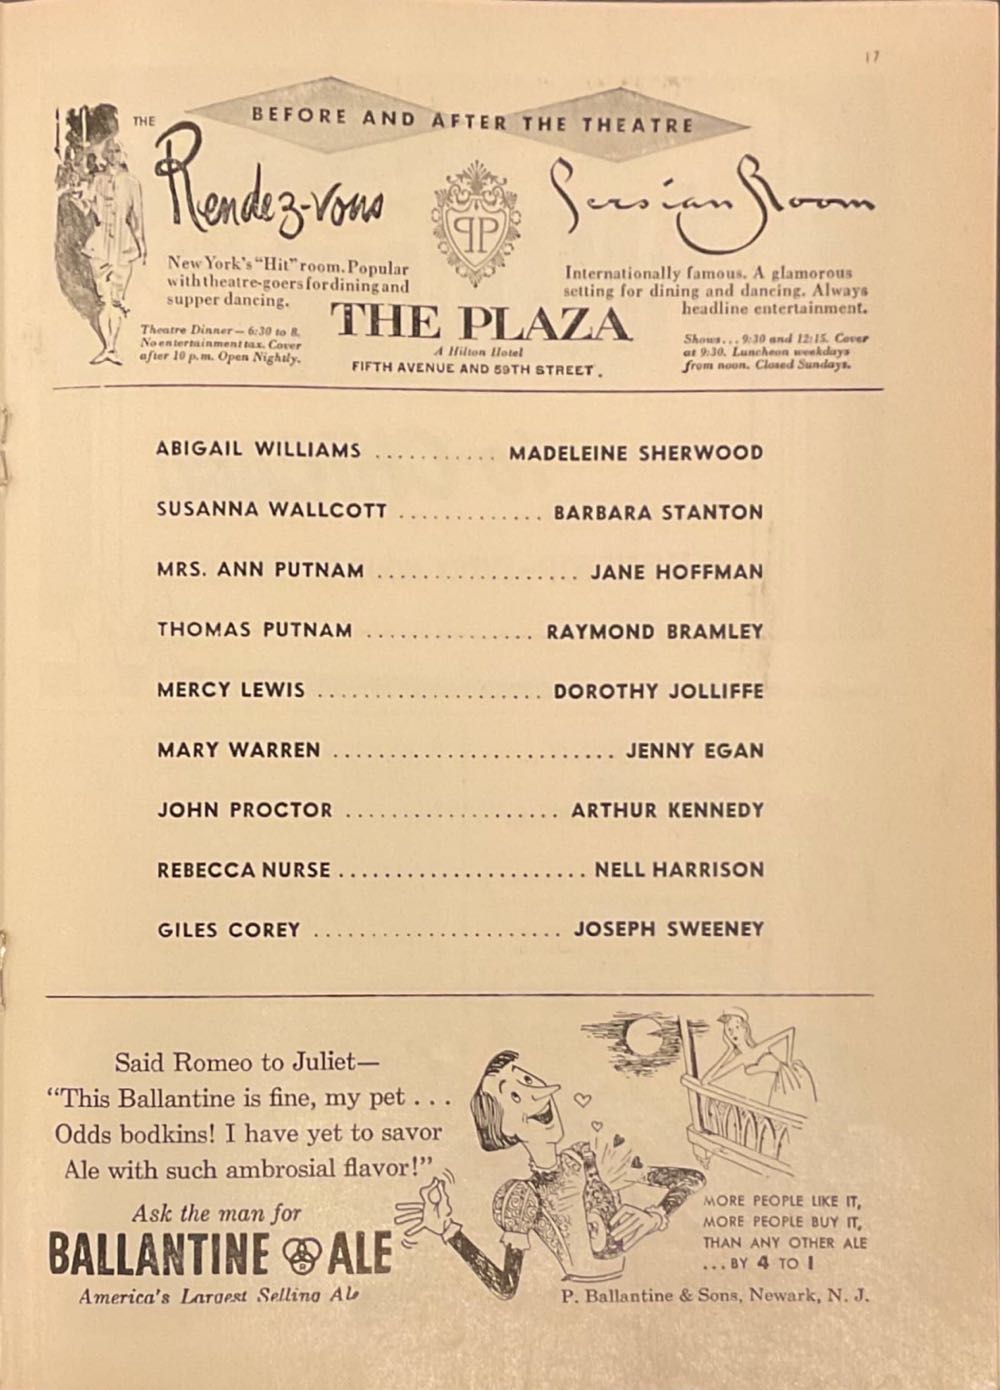 17
BEFORE AND AFTER THE THEATRE
THE
Rendez-vous
New York's "Hit" room. Popular
with theatre-goers for dining and
supper dancing.
Theatre Dinner—6:30 to 8.
No entertainment tax. Cover
after 10 p.m. Open Nightly.
PP
THE PLAZA
A Hilton Hotel
FIFTH AVENUE AND 59TH STREET.
Persian Room
Internationally famous. A glamorous
setting for dining and dancing. Always
headline entertainment.
Shows... 9:30 and 12:15. Cover
at 9:30. Luncheon weekdays
from noon. Closed Sundays.
ABIGAIL WILLIAMS ........... MADELEINE SHERWOOD
SUSANNA WALLCOTT ............. BARBARA STANTON
MRS. ANN PUTNAM .................. JANE HOFFMAN
THOMAS PUTNAM ............... RAYMOND BRAMLEY
MERCY LEWIS .................... DOROTHY JOLLIFFE
MARY WARREN ......................... JENNY EGAN
JOHN PROCTOR ................... ARTHUR KENNEDY
REBECCA NURSE...................... NELL HARRISON
GILES COREY ...................... JOSEPH SWEENEY
Said Romeo to Juliet—
"This Ballantine is fine, my pet . . .
Odds bodkins! I have yet to savor
Ale with such ambrosial flavor!"
Ask the man for
BALLANTINE ALE
America's Largest Selling Ale
MORE PEOPLE LIKE IT,
MORE PEOPLE BUY IT,
THAN ANY OTHER ALE
...BY 4 TO 1
P. Ballantine & Sons, Newark, N. J.